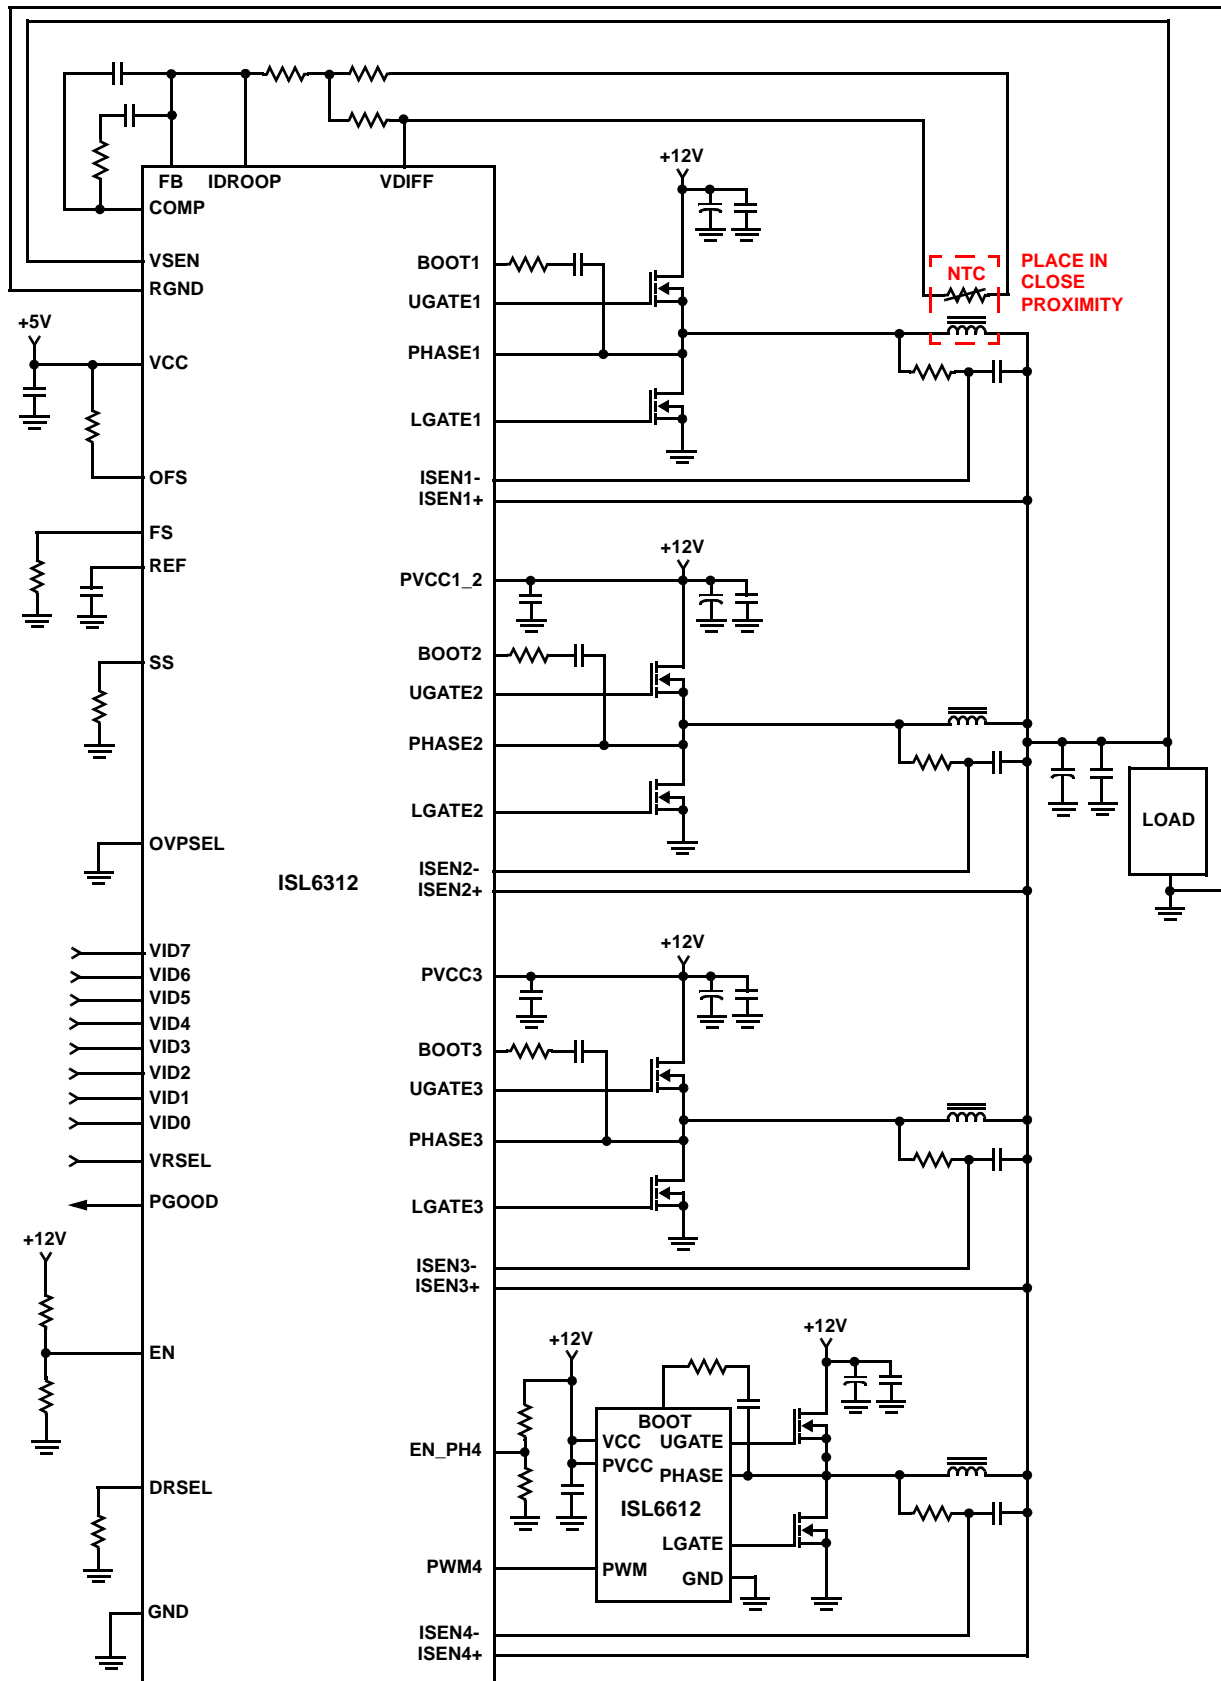 FB IDROOP VDIFF
COMP
VSEN
RGND
+5V
VCC
OFS
FS
REF
SS
OVPSEL
ISL6312
VID7
VID6
VID5
VID4
VID3
VID2
VID1
VID0
VRSEL
PGOOD
+12V
EN
DRSEL
GND
+12V
BOOT1
UGATE1
PHASE1
LGATE1
ISEN1-
ISEN1+
NTC
PLACE IN
CLOSE
PROXIMITY
+12V
PVCC1_2
BOOT2
UGATE2
PHASE2
LGATE2
ISEN2-
ISEN2+
LOAD
+12V
PVCC3
BOOT3
UGATE3
PHASE3
LGATE3
ISEN3-
ISEN3+
+12V
+12V
EN_PH4
PWM4
BOOT
VCC
UGATE
PVCC
PHASE
ISL6612
LGATE
PWM
GND
ISEN4-
ISEN4+